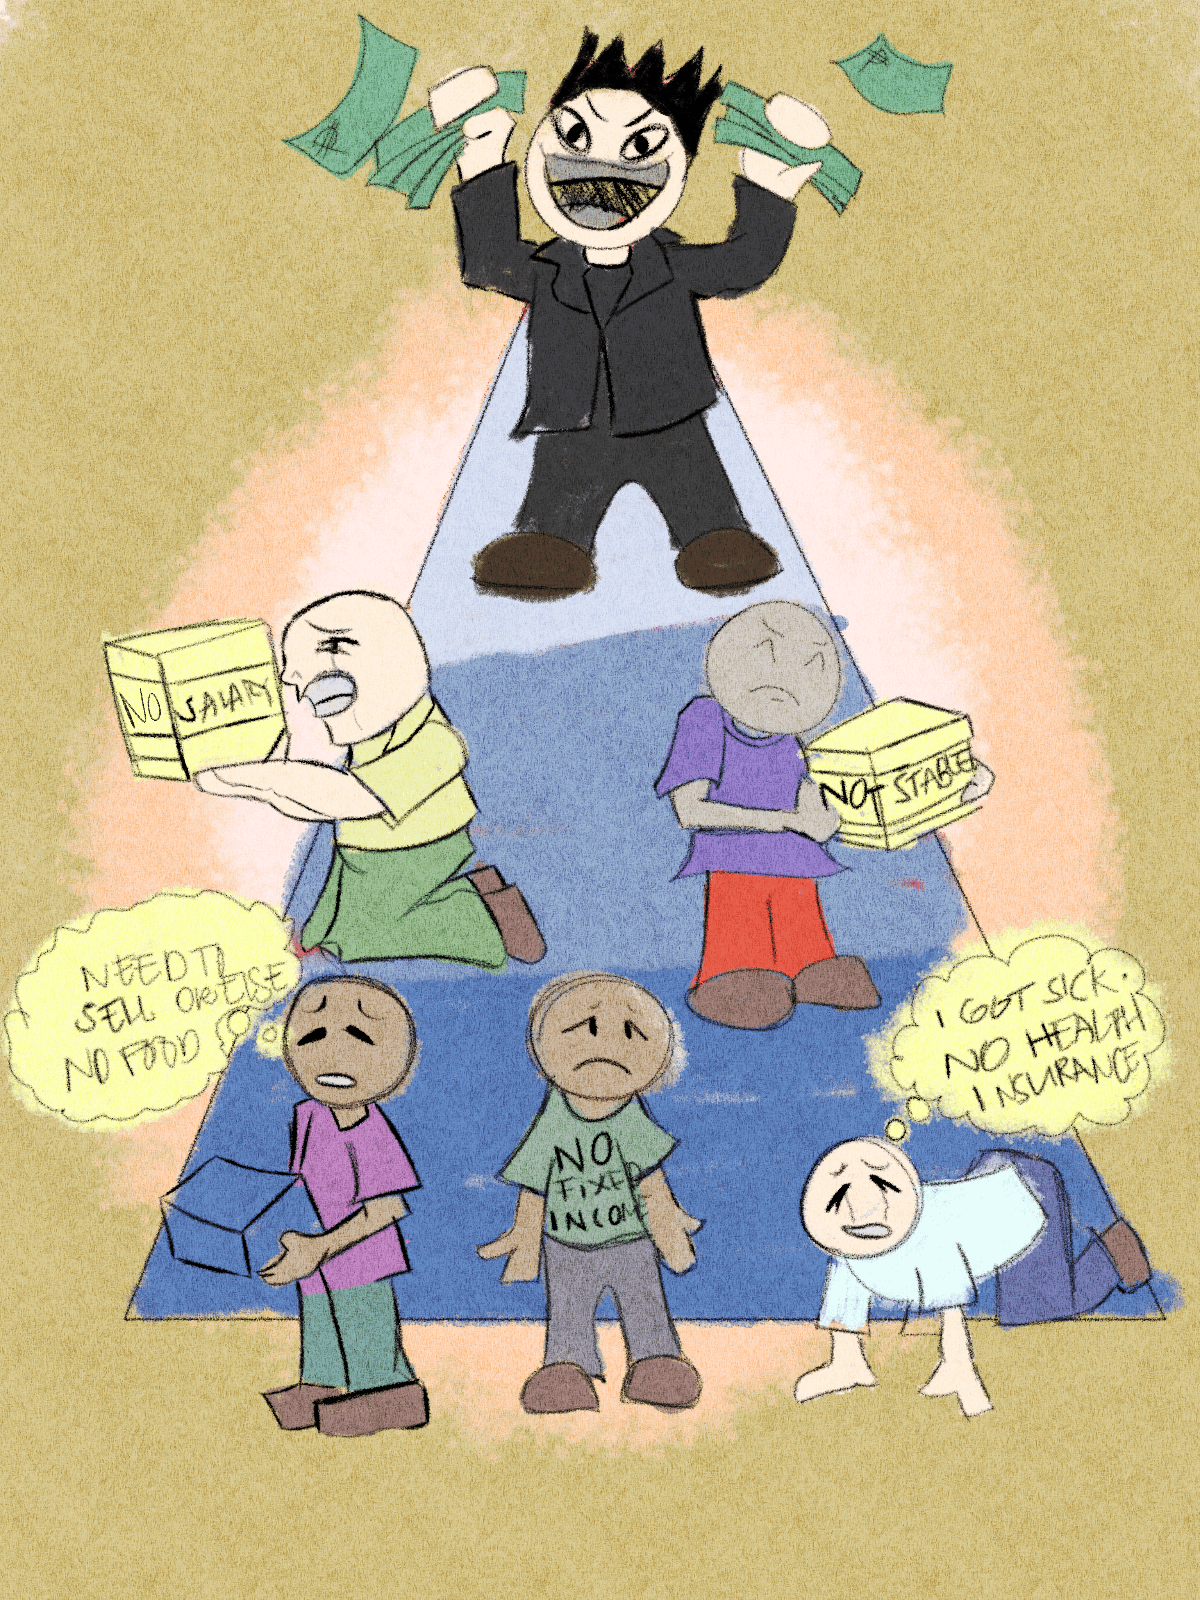 NO SALARY
NOT STABLE
NEED TO
SELL OR ELSE
NO FOOD
I GOT SICK.
NO HEALTH
INSURANCE
NO
FIXED
INCOME